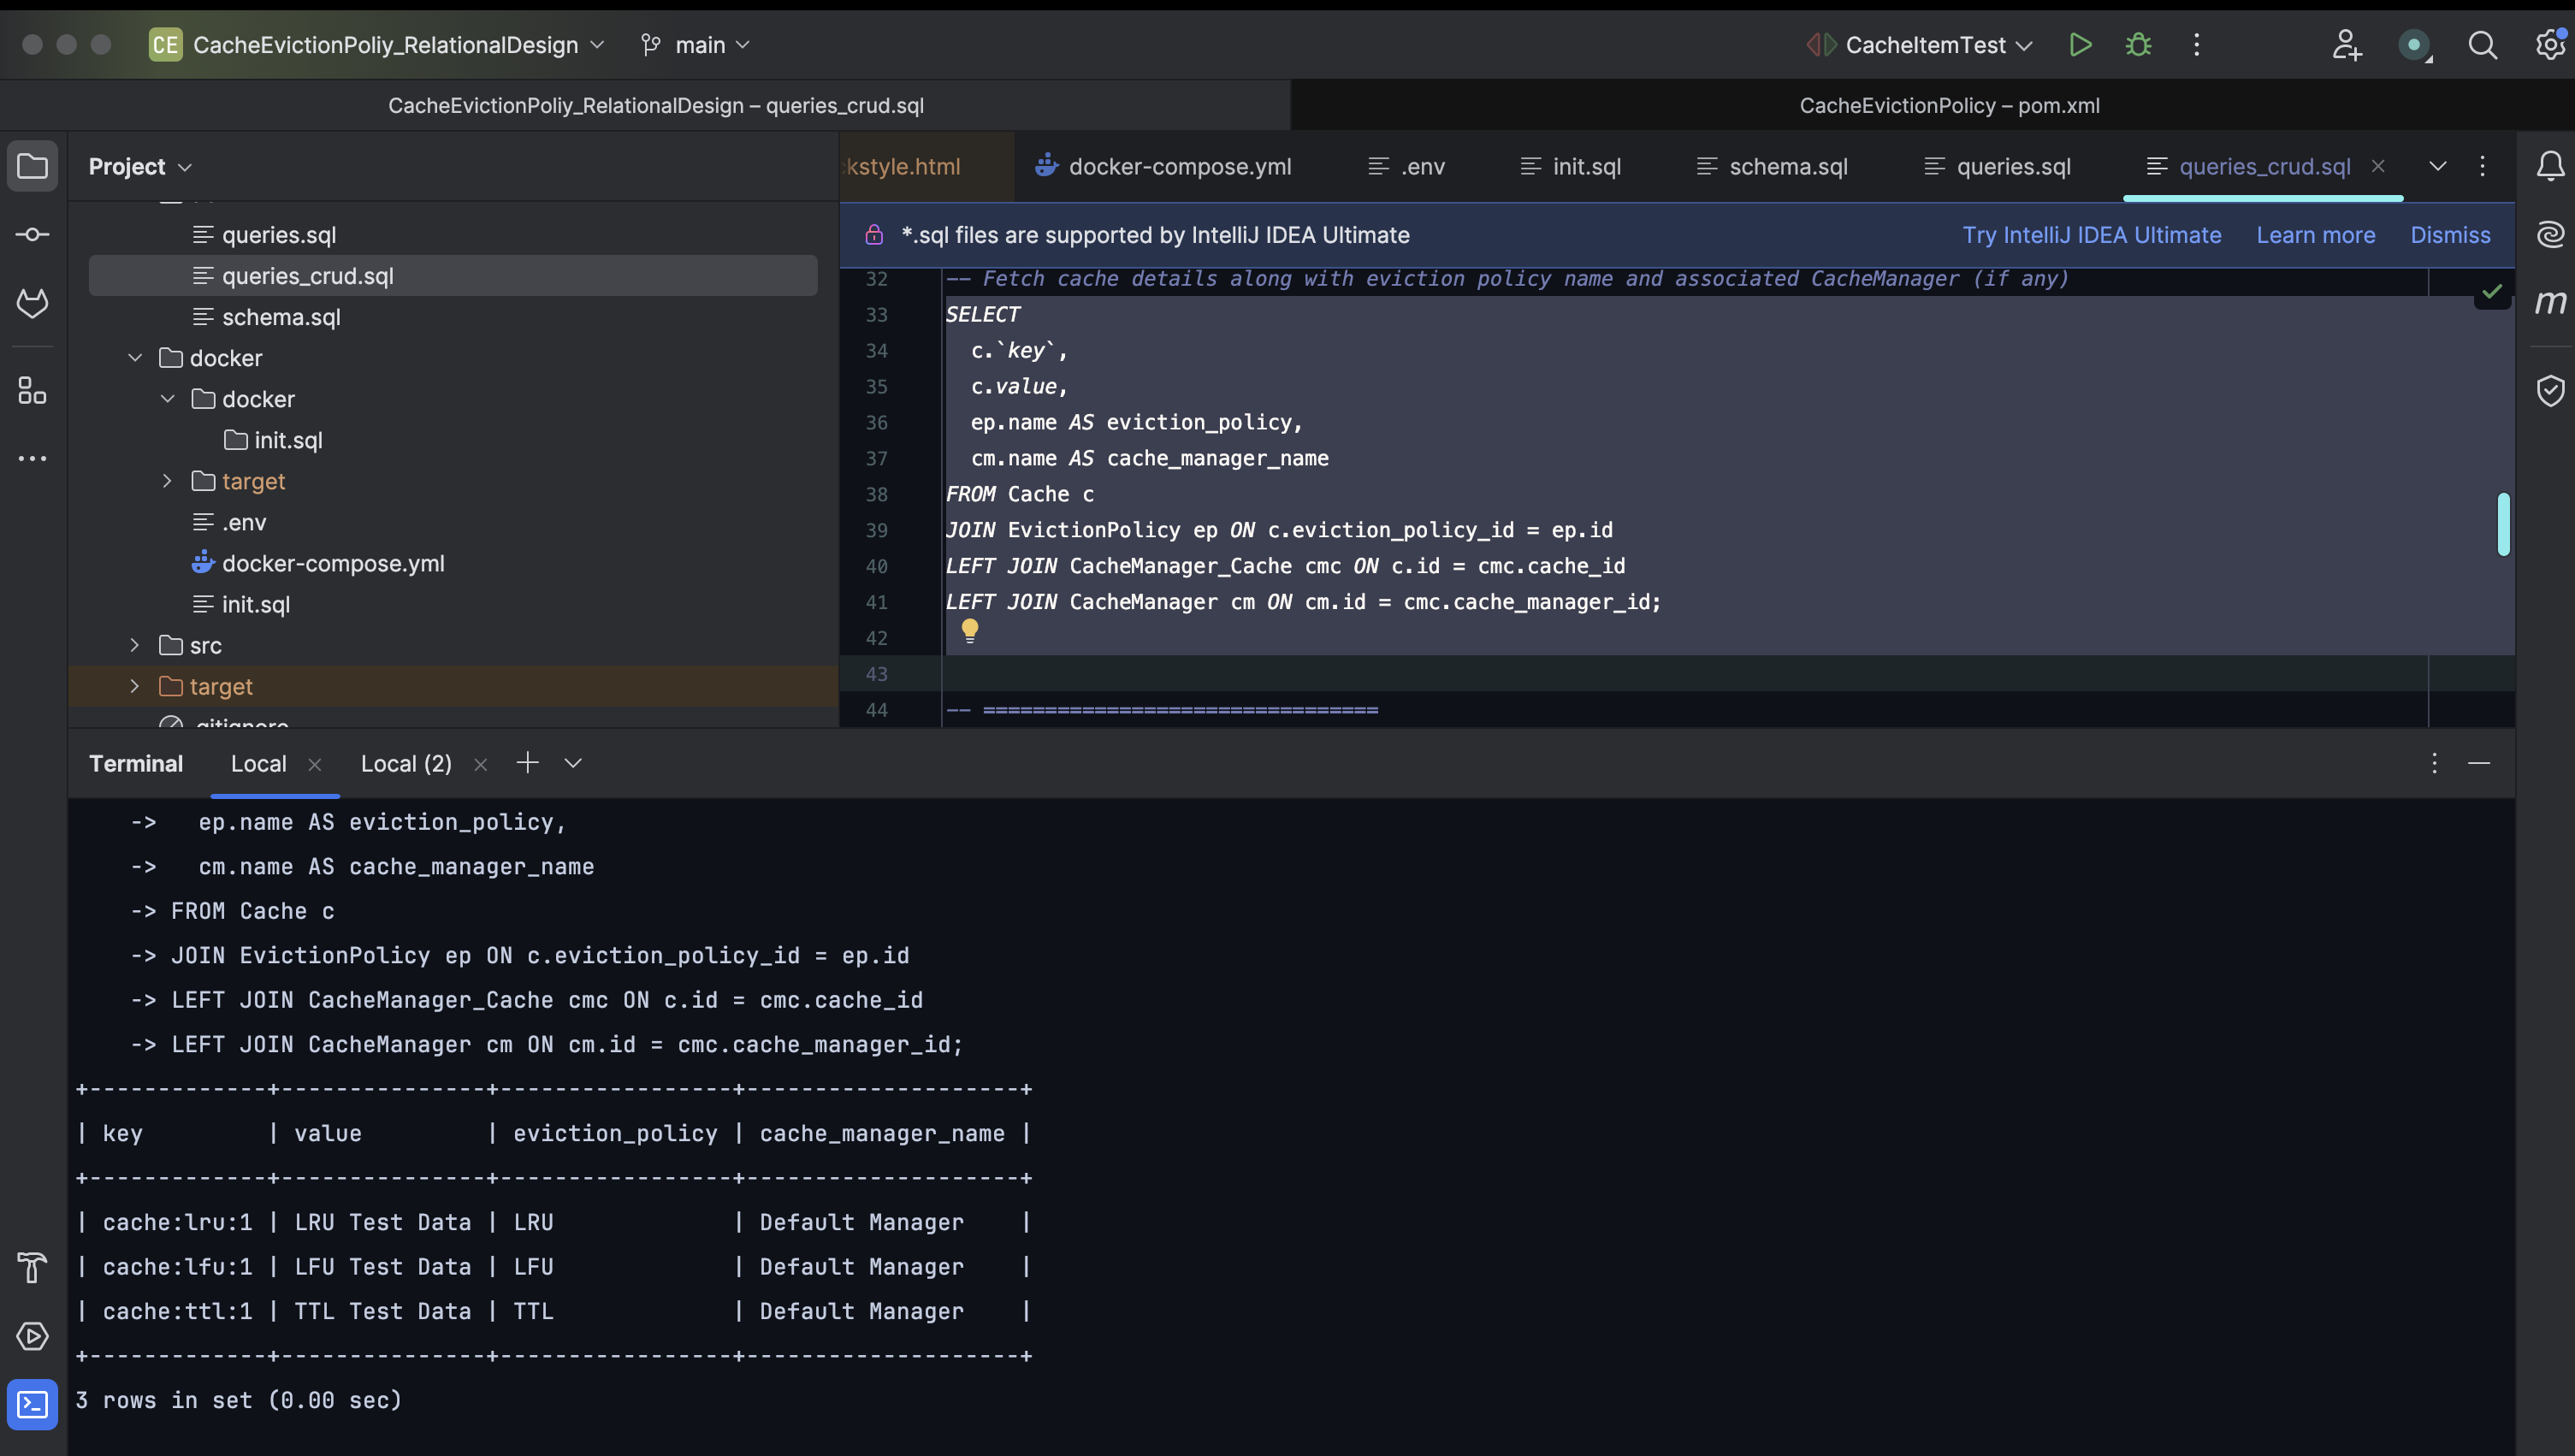 CE CacheEvictionPoliy_RelationalDesign main CacheItemTest
CacheEvictionPoliy_RelationalDesign – queries_crud.sql CacheEvictionPolicy – pom.xml
Project
kstyle.html docker-compose.yml .env init.sql schema.sql queries.sql queries_crud.sql
*.sql files are supported by IntelliJ IDEA Ultimate Try IntelliJ IDEA Ultimate Learn more Dismiss
queries.sql
queries_crud.sql
schema.sql
docker
docker
init.sql
target
.env
docker-compose.yml
init.sql
src
target
.gitignore
32 -- Fetch cache details along with eviction policy name and associated CacheManager (if any)
33 SELECT
34 c.`key`,
35 c.value,
36 ep.name AS eviction_policy,
37 cm.name AS cache_manager_name
38 FROM Cache c
39 JOIN EvictionPolicy ep ON c.eviction_policy_id = ep.id
40 LEFT JOIN CacheManager_Cache cmc ON c.id = cmc.cache_id
41 LEFT JOIN CacheManager cm ON cm.id = cmc.cache_manager_id;
42
43
44 -- ================================
m
Terminal Local Local (2)
-> ep.name AS eviction_policy,
-> cm.name AS cache_manager_name
-> FROM Cache c
-> JOIN EvictionPolicy ep ON c.eviction_policy_id = ep.id
-> LEFT JOIN CacheManager_Cache cmc ON c.id = cmc.cache_id
-> LEFT JOIN CacheManager cm ON cm.id = cmc.cache_manager_id;
+-------------+---------------+-----------------+--------------------+
| key | value | eviction_policy | cache_manager_name |
+-------------+---------------+-----------------+--------------------+
| cache:lru:1 | LRU Test Data | LRU | Default Manager |
| cache:lfu:1 | LFU Test Data | LFU | Default Manager |
| cache:ttl:1 | TTL Test Data | TTL | Default Manager |
+-------------+---------------+-----------------+--------------------+
3 rows in set (0.00 sec)